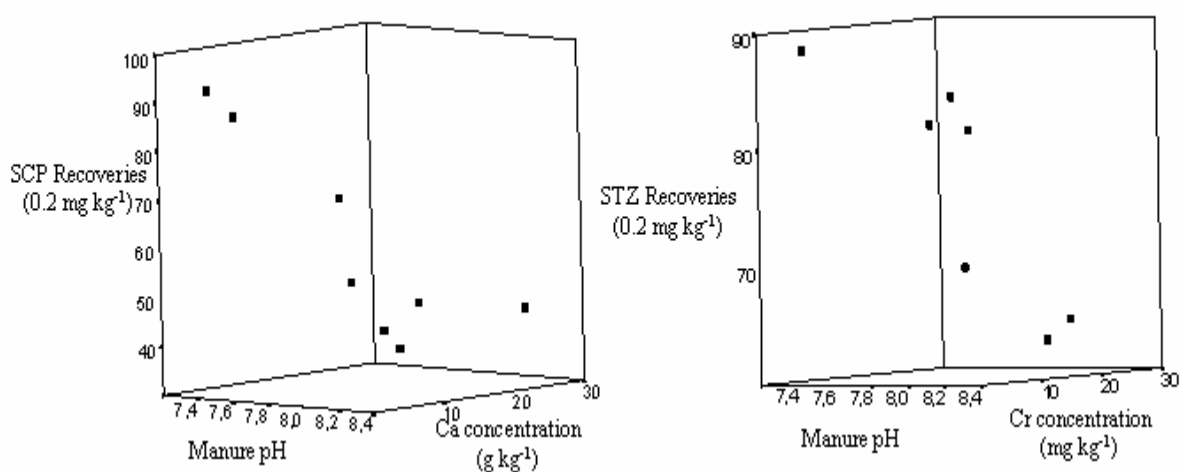 100
90
80
70
60
50
40
SCP Recoveries
(0.2 mg kg⁻¹)
7,4 7,6 7,8 8,0 8,2 8,4
Manure pH
10 20 30
Ca concentration
(g kg⁻¹)
90
80
70
STZ Recoveries
(0.2 mg kg⁻¹)
7,4 7,6 7,8 8,0 8,2 8,4
Manure pH
10 20 30
Cr concentration
(mg kg⁻¹)